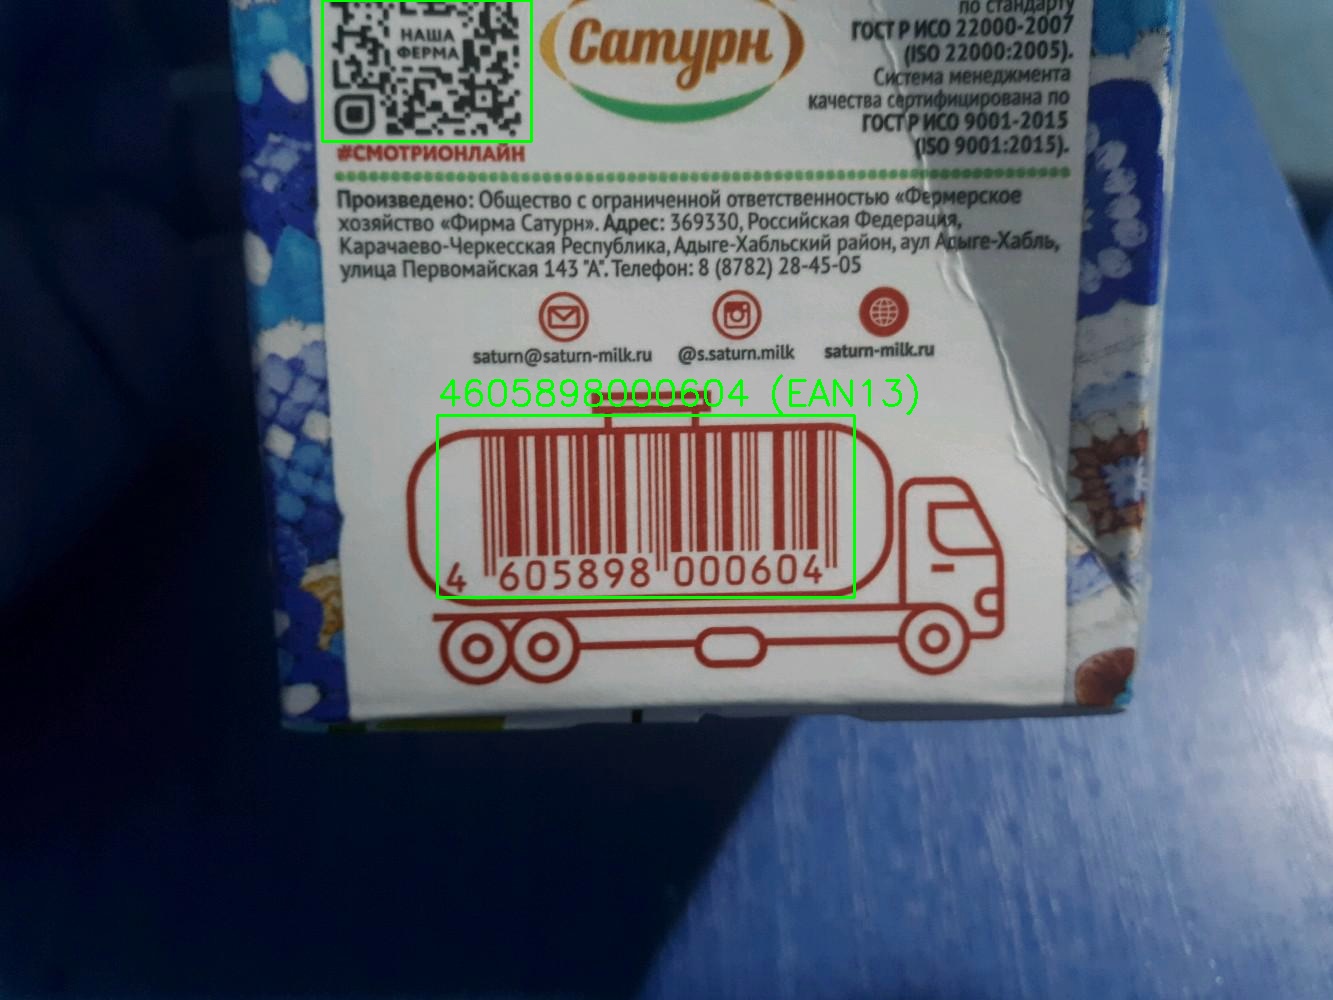 НАША
ФЕРМА
#СМОТРИОНЛАЙН
Сатурн
по стандарту
ГОСТ Р ИСО 22000-2007
(ISO 22000:2005).
Система менеджмента
качества сертифицирована по
ГОСТ Р ИСО 9001-2015
(ISO 9001:2015).
Произведено: Общество с ограниченной ответственностью «Фермерское
хозяйство «Фирма Сатурн». Адрес: 369330, Российская Федерация,
Карачаево-Черкесская Республика, Адыге-Хабльский район, аул Адыге-Хабль,
улица Первомайская 143 "А". Телефон: 8 (8782) 28-45-05
saturn@saturn-milk.ru @s.saturn.milk saturn-milk.ru
4605898000604 (EAN13)
4 605898 000604